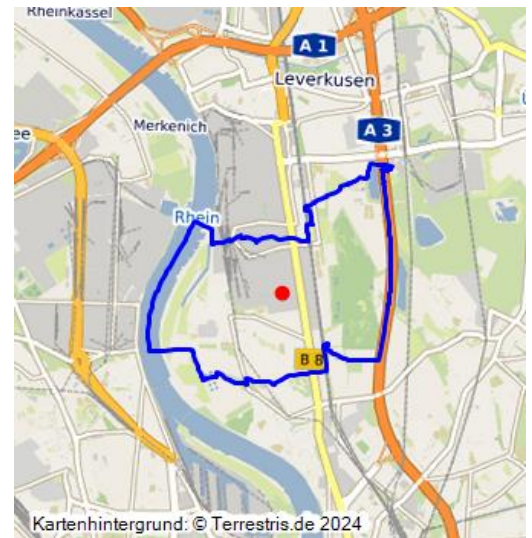 Rheinkassel
A 1
Leverkusen
Merkenich
A 3
Rhein
B 8
Kartenhintergrund: © Terrestris.de 2024